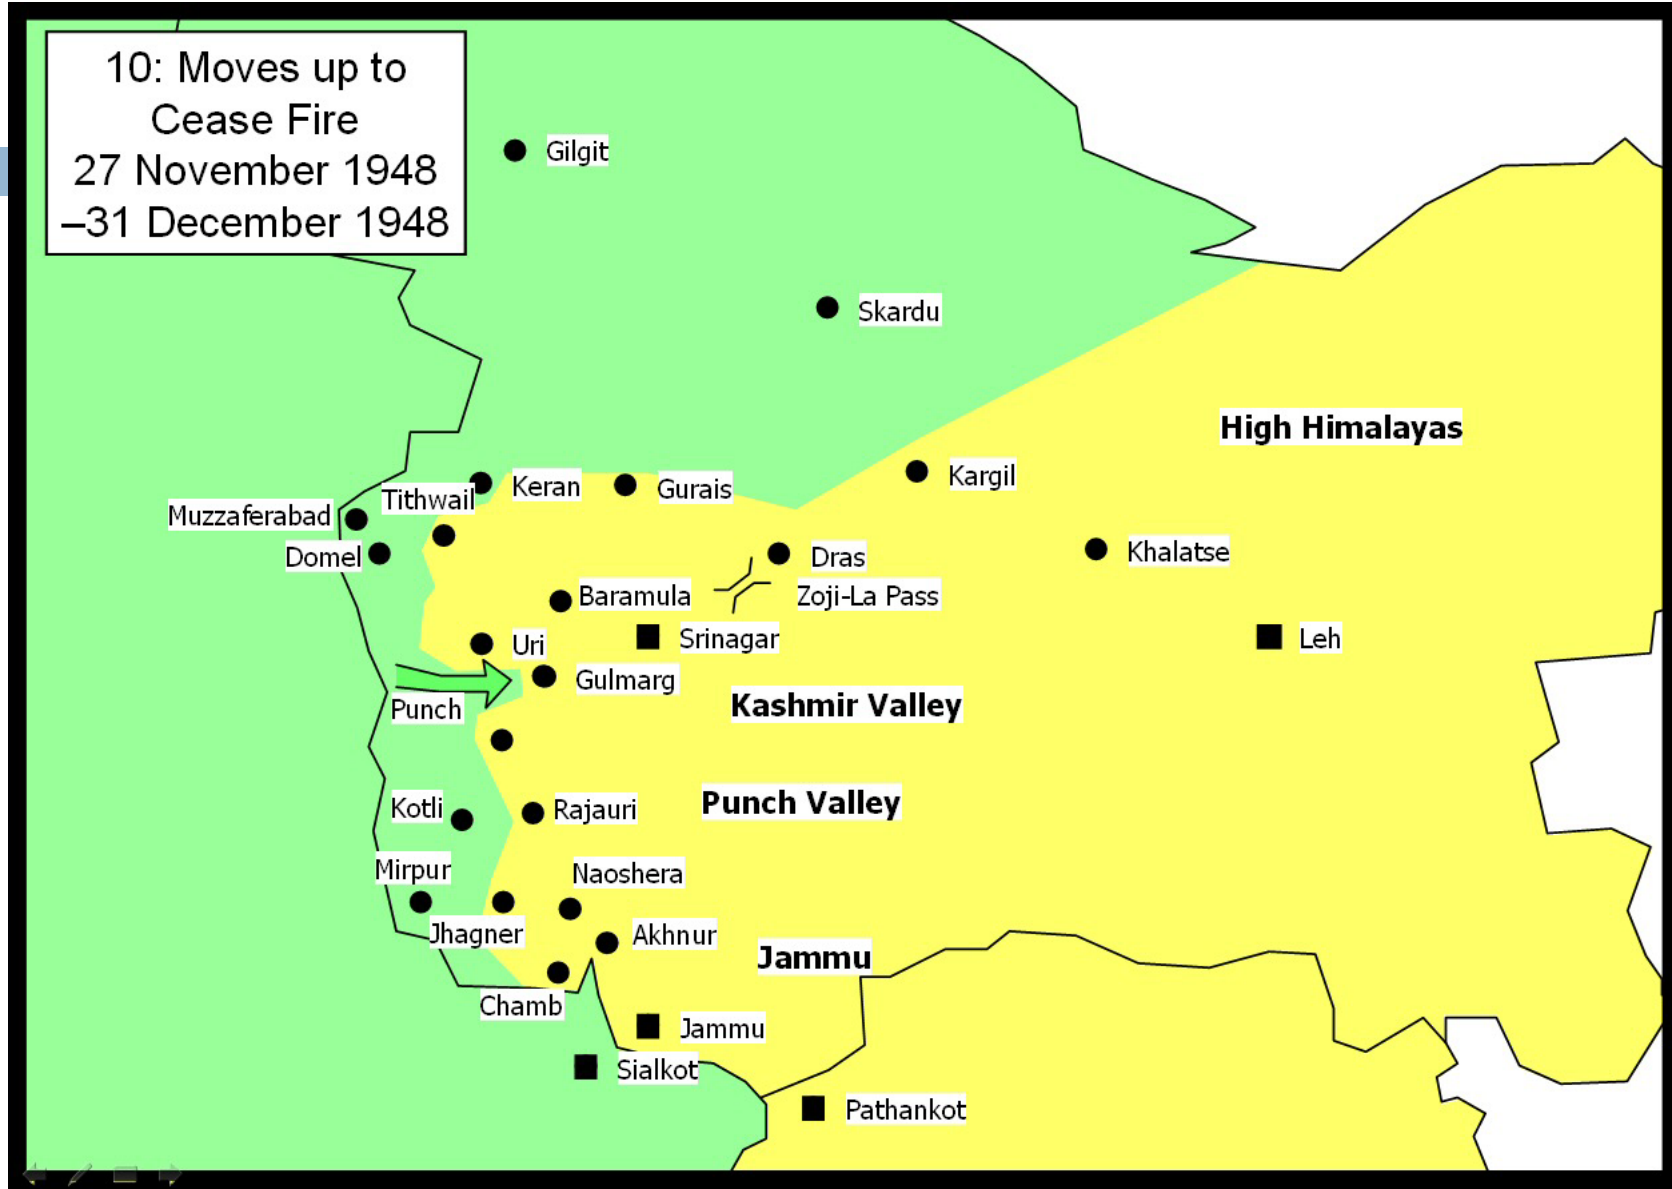 10: Moves up to
Cease Fire
27 November 1948
–31 December 1948
Gilgit
Skardu
High Himalayas
Kargil
Keran
Gurais
Tithwail
Muzzaferabad
Domel
Dras
Khalatse
Baramula
Zoji-La Pass
Srinagar
Leh
Uri
Gulmarg
Punch
Kashmir Valley
Punch Valley
Kotli
Rajauri
Mirpur
Naoshera
Jhagner
Akhnur
Jammu
Chamb
Jammu
Sialkot
Pathankot